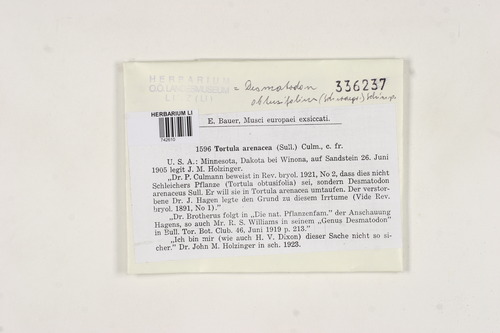 HERBARIUM
O.Ö. LANDESMUSEUM
= Desmatodon
336237
obtusifolius (Schwaegr.) Schimp.
HERBARIUM LI
742610
E. Bauer, Musci europaei exsiccati.
1596 Tortula arenacea (Sull.) Culm., c. fr.
U. S. A.: Minnesota, Dakota bei Winona, auf Sandstein 26. Juni
1905 legit J. M. Holzinger.
„Dr. P. Culmann beweist in Rev. bryol. 1921, No 2, dass dies nicht
Schleichers Pflanze (Tortula obtusifolia) sei, sondern Desmatodon
arenaceus Sull. Er will sie in Tortula arenacea umtaufen. Der verstor-
bene Dr. J. Hagen legte den Grund zu diesem Irrtume (Vide Rev.
bryol. 1891, No 1)."
„Dr. Brotherus folgt in „Die nat. Pflanzenfam." der Anschauung
Hagens, so auch Mr. R. S. Williams in seinem „Genus Desmatodon"
in Bull. Tor. Bot. Club. 46, Juni 1919 p. 213."
„Ich bin mir (wie auch H. V. Dixon) dieser Sache nicht so si-
cher." Dr. John M. Holzinger in sch. 1923.